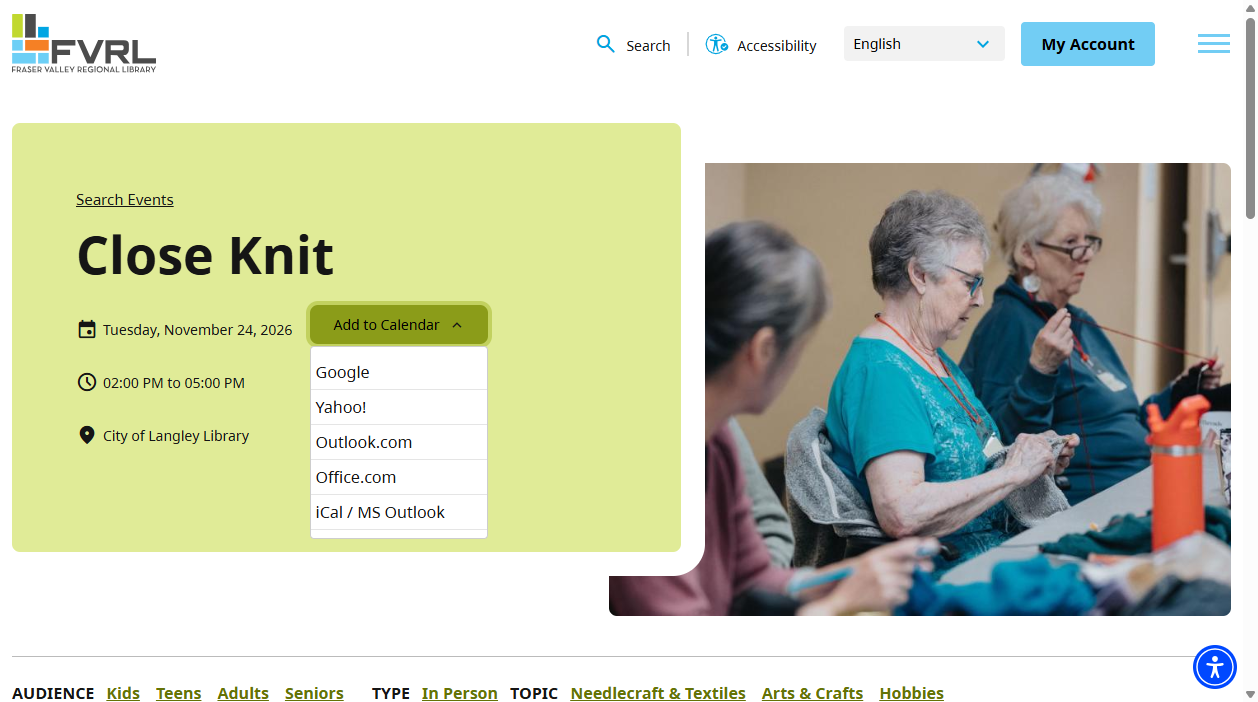 FVRL
FRASER VALLEY REGIONAL LIBRARY
Search
Accessibility
English
My Account
Search Events
Close Knit
Tuesday, November 24, 2026
Add to Calendar
02:00 PM to 05:00 PM
City of Langley Library
Google
Yahoo!
Outlook.com
Office.com
iCal / MS Outlook
AUDIENCE Kids Teens Adults Seniors TYPE In Person TOPIC Needlecraft & Textiles Arts & Crafts Hobbies